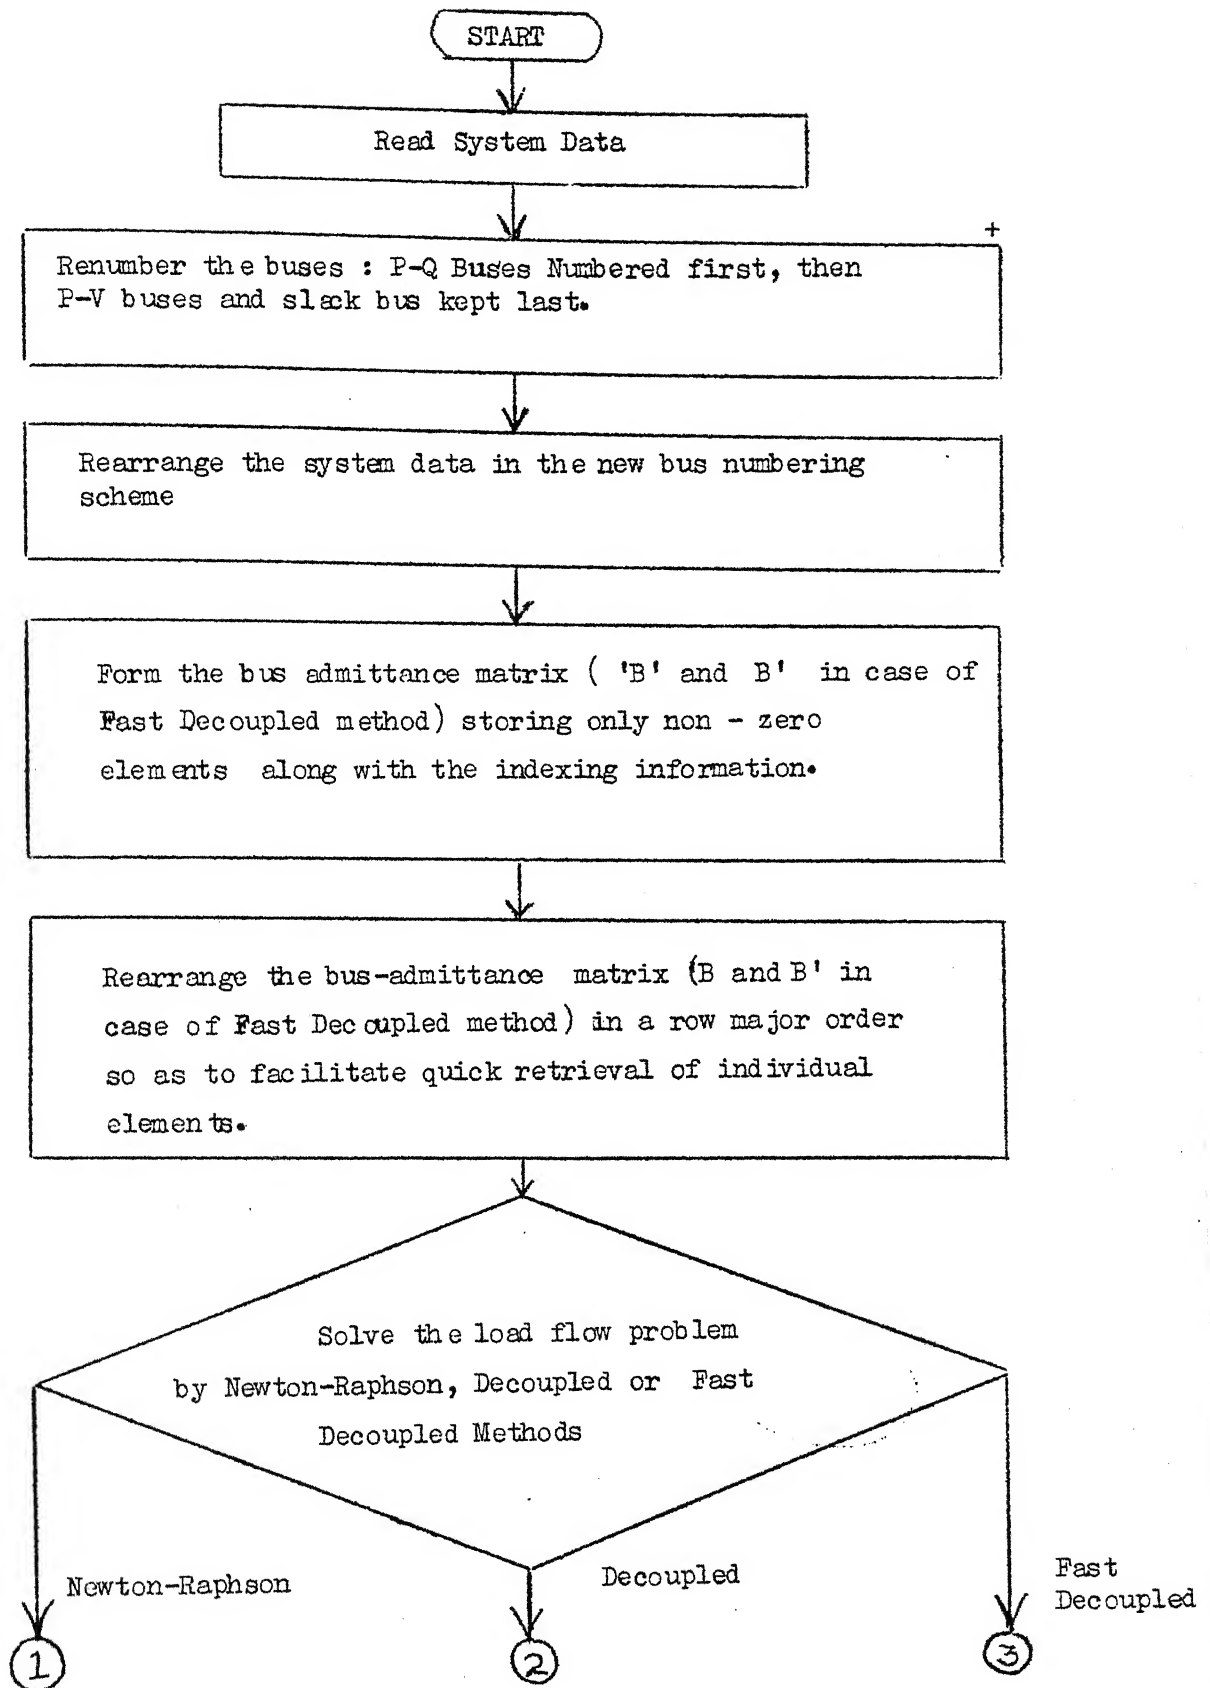 START
Read System Data
+
Renumber the buses : P-Q Buses Numbered first, then
P-V buses and slack bus kept last.
Rearrange the system data in the new bus numbering
scheme
Form the bus admittance matrix ( 'B' and B' in case of
Fast Decoupled method) storing only non - zero
elements along with the indexing information.
Rearrange the bus-admittance matrix (B and B' in
case of Fast Decoupled method) in a row major order
so as to facilitate quick retrieval of individual
elements.
Solve the load flow problem
by Newton-Raphson, Decoupled or Fast
Decoupled Methods
Newton-Raphson
Decoupled
Fast
Decoupled
1
2
3